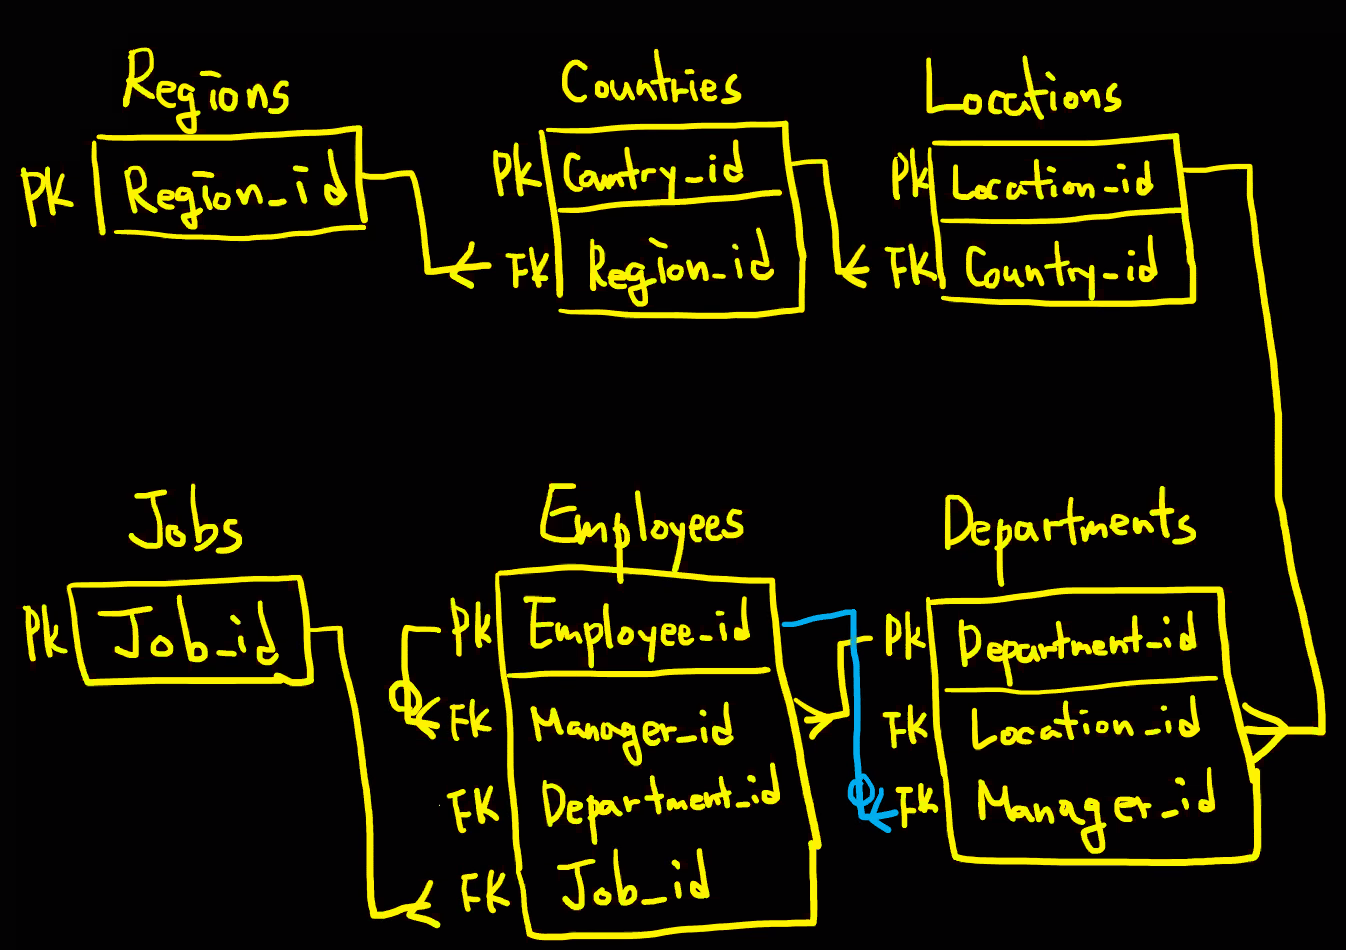 Regions
PK Region_id
Countries
PK Country_id
FK Region_id
Locations
PK Location_id
FK Country_id
Jobs
PK Job_id
Employees
PK Employee_id
FK Manager_id
FK Department_id
FK Job_id
Departments
PK Department_id
FK Location_id
FK Manager_id